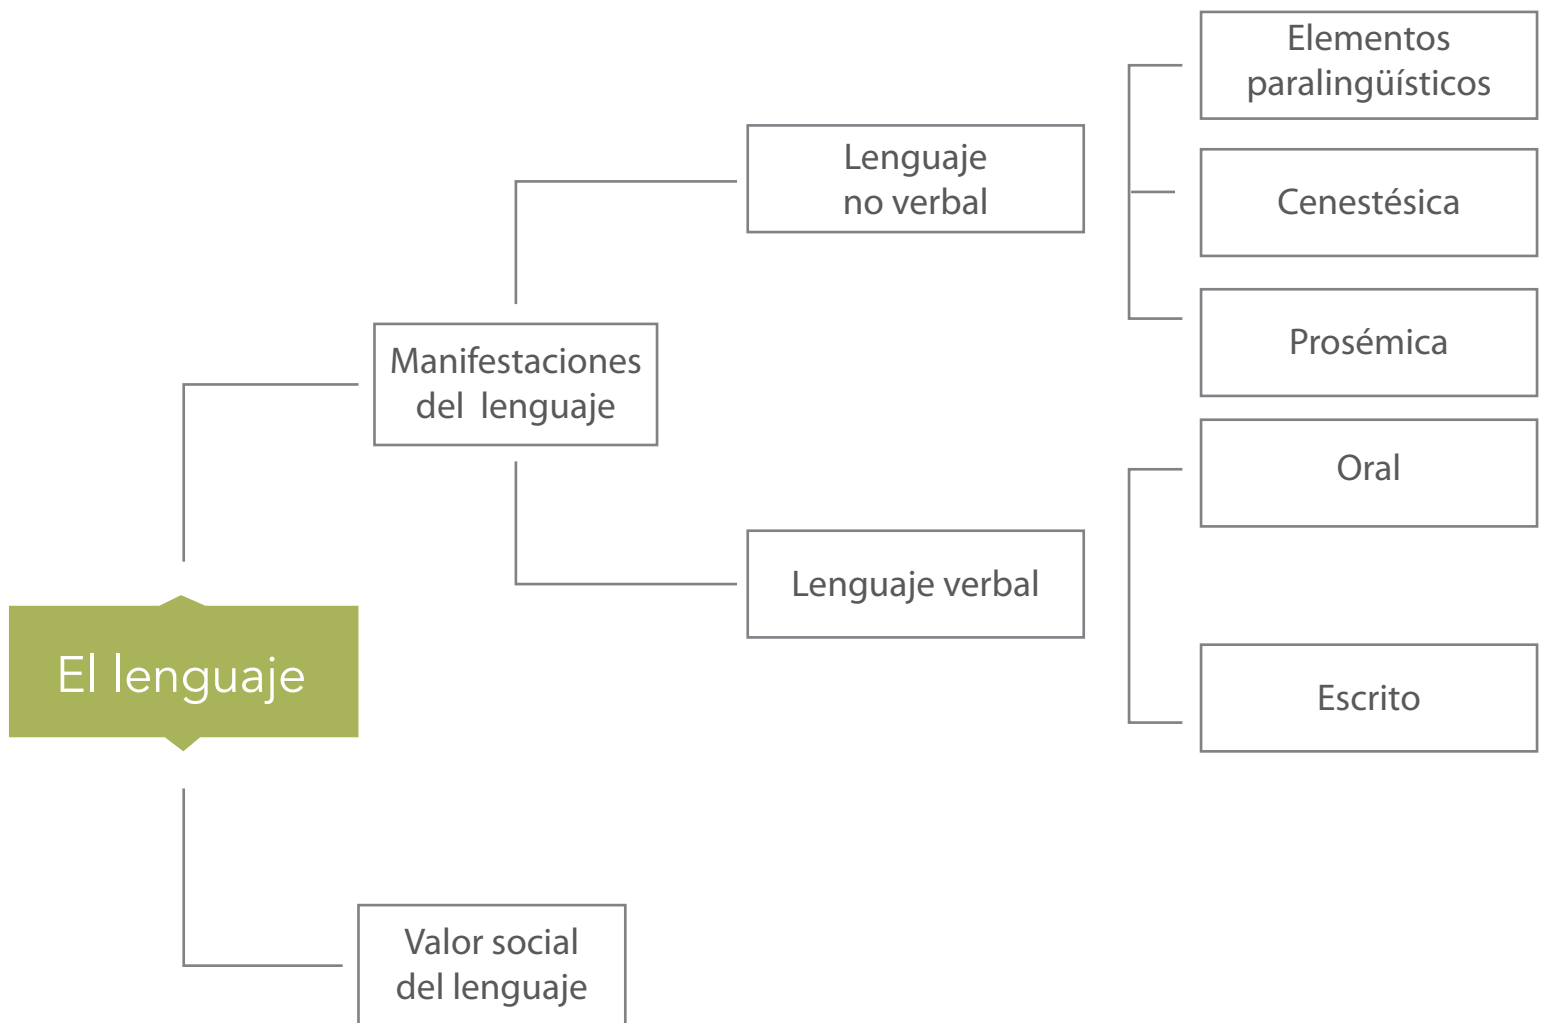 Elementos
paralingüísticos
Lenguaje
no verbal
Cenestésica
Prosémica
Manifestaciones
del lenguaje
Oral
Lenguaje verbal
Escrito
El lenguaje
Valor social
del lenguaje